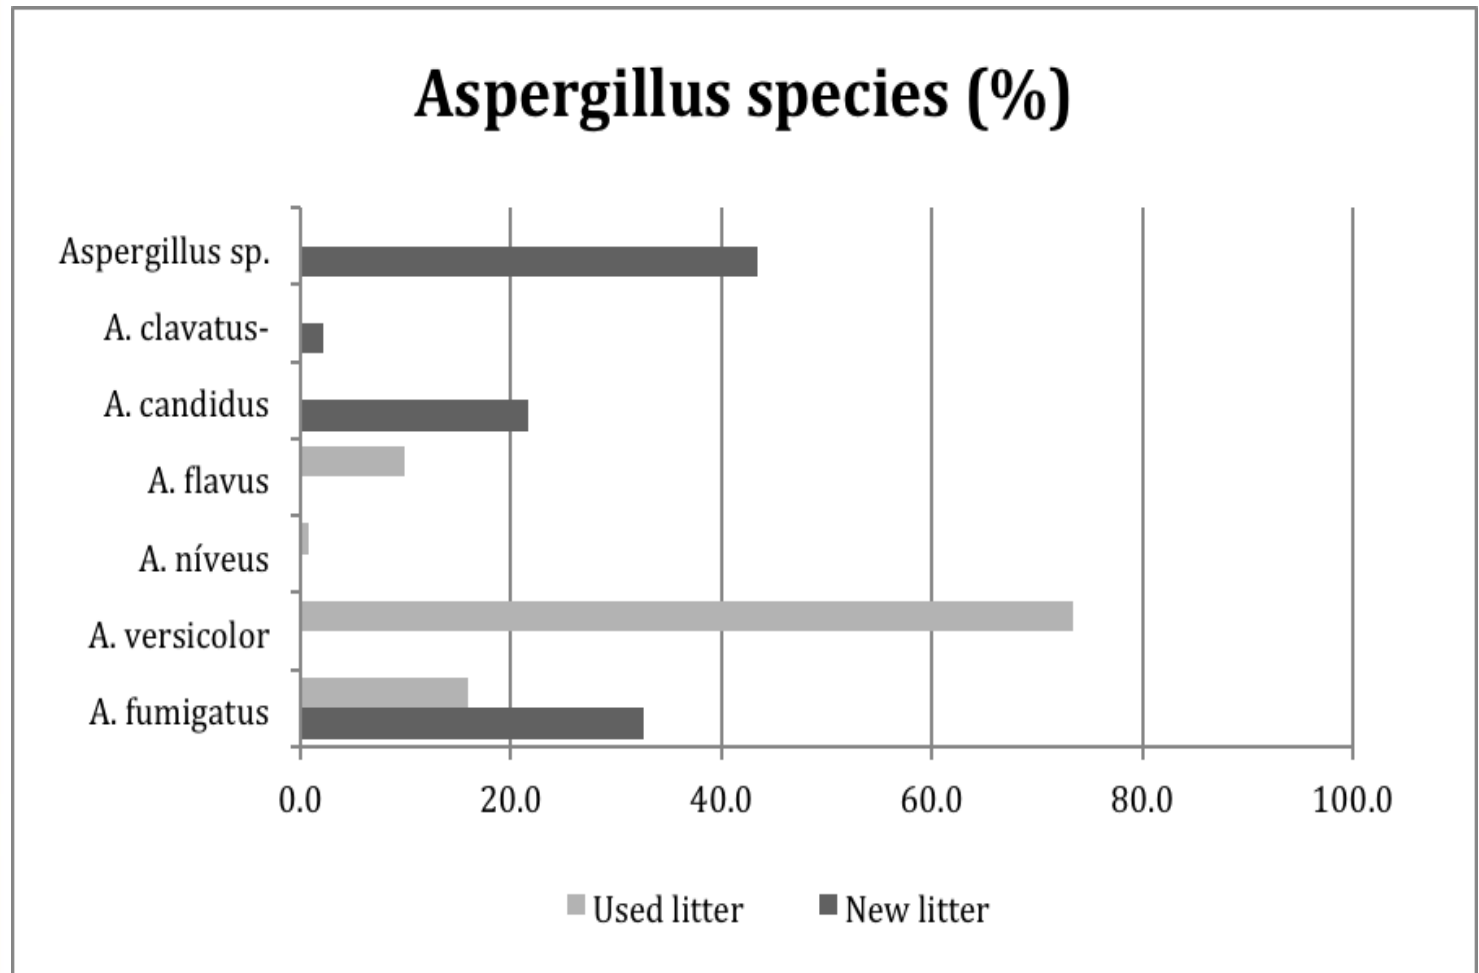 Aspergillus species (%)
Aspergillus sp.
A. clavatus-
A. candidus
A. flavus
A. níveus
A. versicolor
A. fumigatus
0.0 20.0 40.0 60.0 80.0 100.0
Used litter New litter